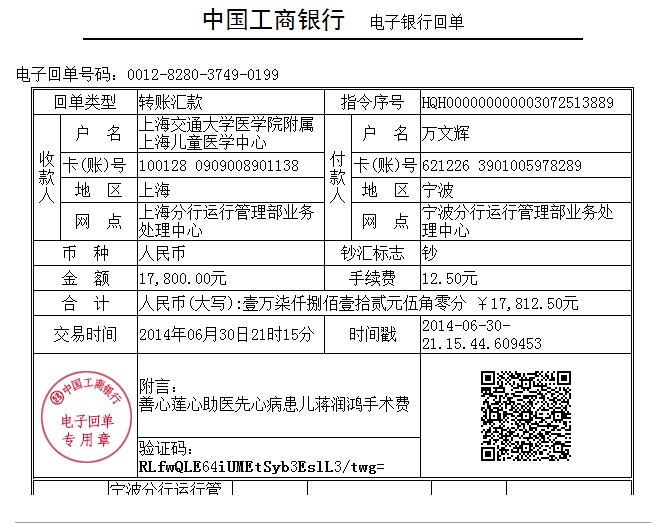 中国工商银行 电子银行回单
电子回单号码：0012-8280-3749-0199
回单类型 转账汇款 指令序号 HQH000000000003072513889
收款人 户 名 上海交通大学医学院附属上海儿童医学中心 付款人 户 名 万文辉
卡(账)号 100128 0909008901138 卡(账)号 621226 3901005978289
地 区 上海 地 区 宁波
网 点 上海分行运行管理部业务处理中心 网 点 宁波分行运行管理部业务处理中心
币 种 人民币 钞汇标志 钞
金 额 17,800.00元 手续费 12.50元
合 计 人民币(大写):壹万柒仟捌佰壹拾贰元伍角零分 ￥17,812.50元
交易时间 2014年06月30日21时15分 时间戳 2014-06-30-21.15.44.609453
中国工商银行
电子回单
专用章
附言：
善心莲心助医先心病患儿蒋润鸿手术费
验证码：
RLfwQLE64iUMEtSyb3EslL3/twg=
宁波分行运行管